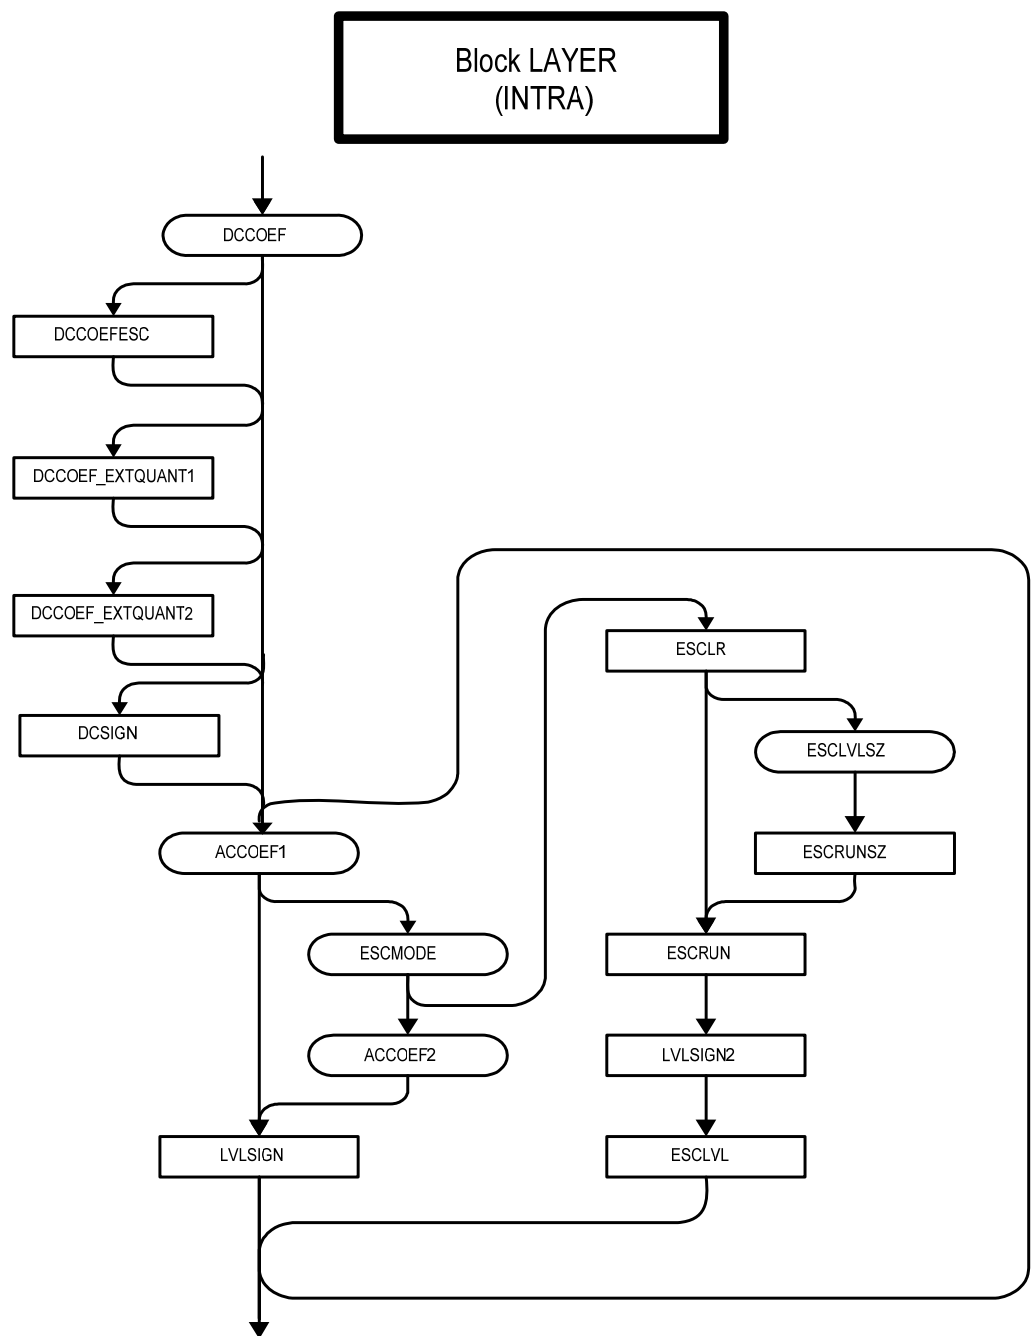 Block LAYER
(INTRA)
DCCOEF
DCCOEFESC
DCCOEF_EXTQUANT1
DCCOEF_EXTQUANT2
DCSIGN
ACCOEF1
ESCMODE
ACCOEF2
LVLSIGN
ESCLR
ESCLVLSZ
ESCRUNSZ
ESCRUN
LVLSIGN2
ESCLVL